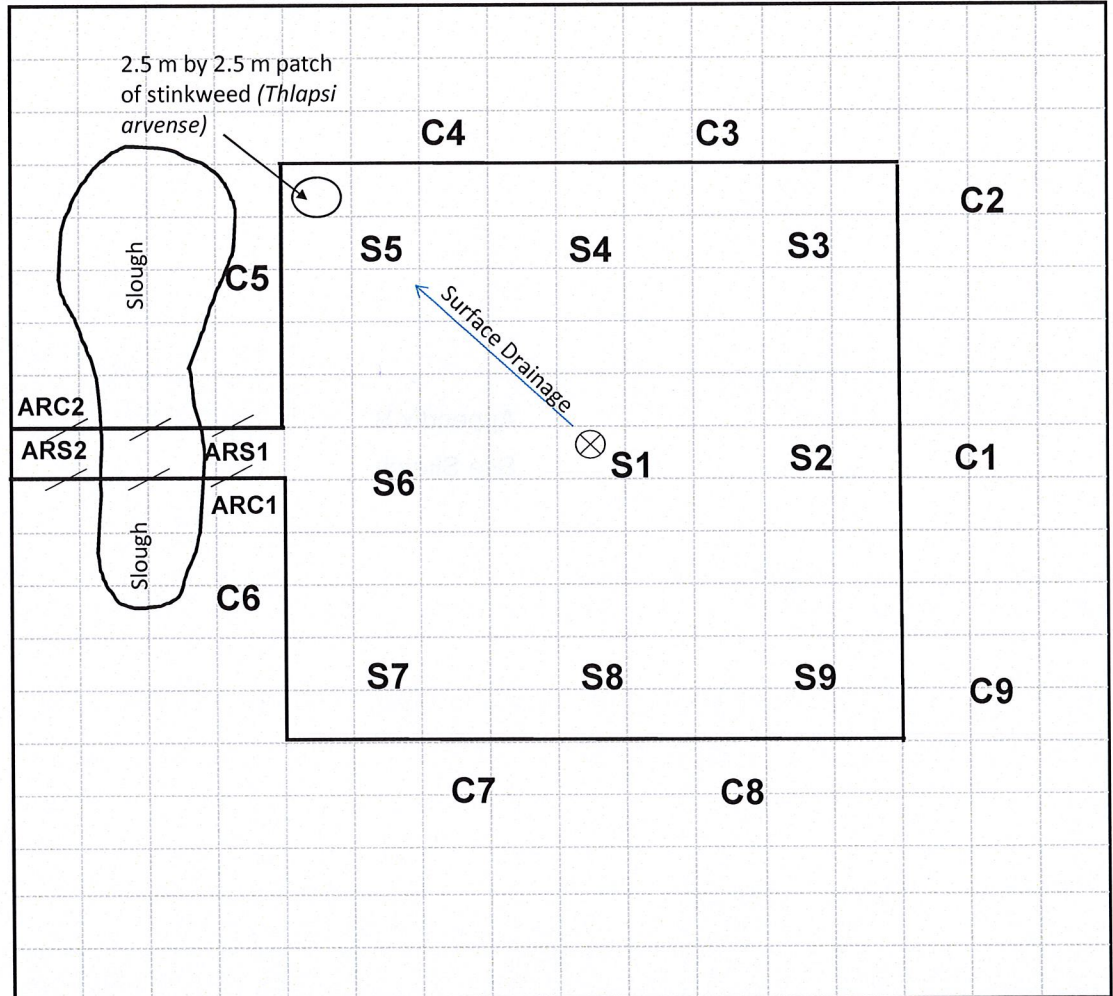 2.5 m by 2.5 m patch
of stinkweed (Thlapsi
arvense)
C4
C3
C2
S5
S4
S3
Slough
C5
Surface Drainage
ARC2
ARS2
ARS1
S6
S1
S2
C1
ARC1
Slough
C6
S7
S8
S9
C9
C7
C8